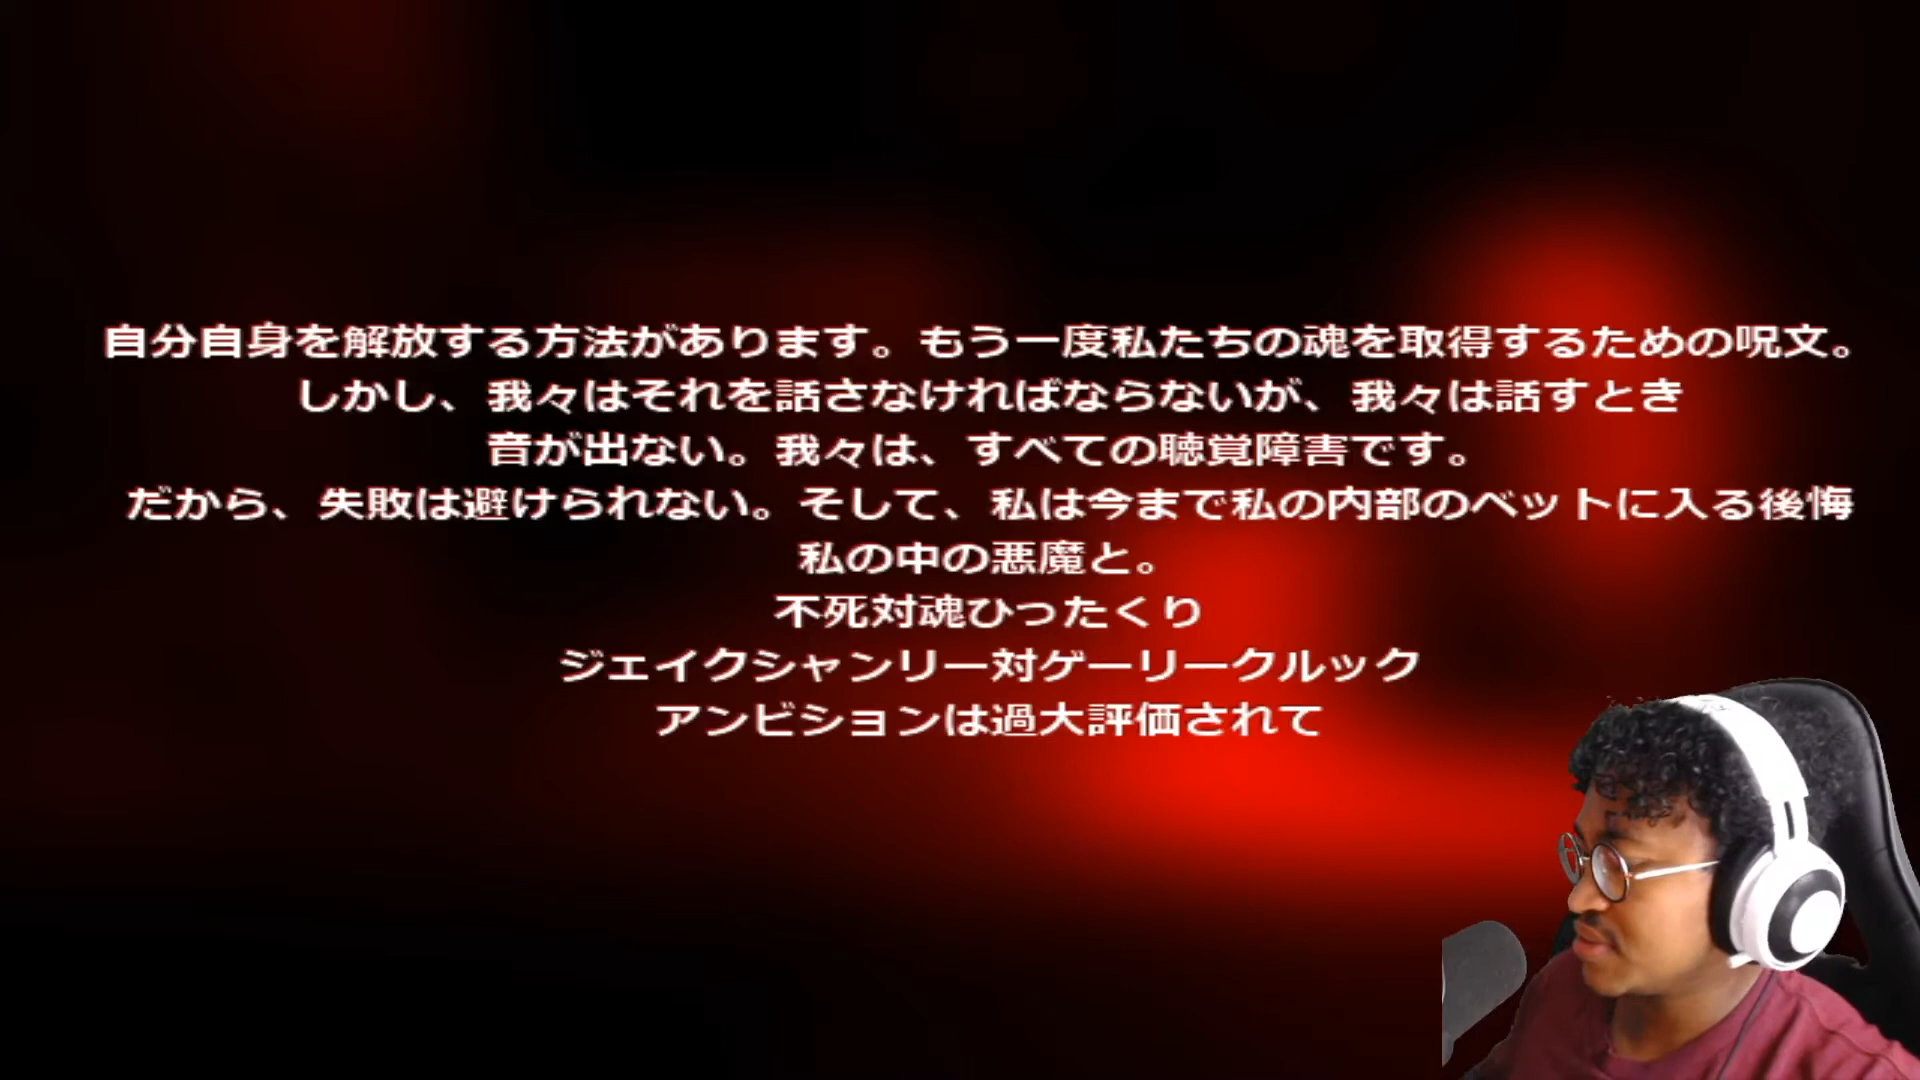 自分自身を解放する方法があります。もう一度私たちの魂を取得するための呪文。
しかし、我々はそれを話さなければならないが、我々は話すとき
音が出ない。我々は、すべての聴覚障害です。
だから、失敗は避けられない。そして、私は今まで私の内部のベットに入る後悔
私の中の悪魔と。
不死対魂ひったくり
ジェイクシャンリー対ゲーリークルック
アンビションは過大評価されて